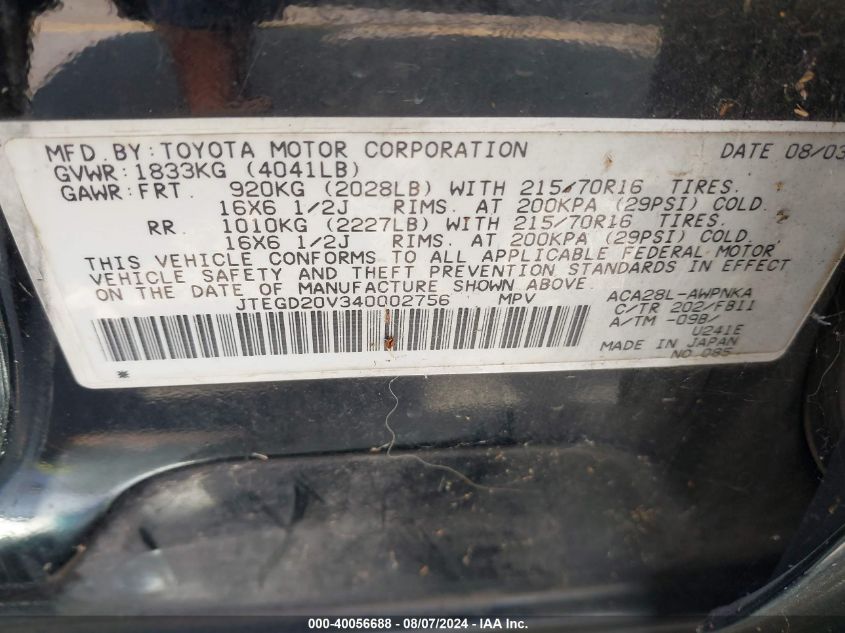 MFD. BY: TOYOTA MOTOR CORPORATION DATE 08/03
GVWR: 1833KG (4041LB)
GAWR: FRT. 920KG (2028LB) WITH 215/70R16 TIRES.
16X6 1/2J RIMS. AT 200KPA (29PSI) COLD.
RR. 1010KG (2227LB) WITH 215/70R16 TIRES.
16X6 1/2J RIMS. AT 200KPA (29PSI) COLD.
THIS VEHICLE CONFORMS TO ALL APPLICABLE FEDERAL MOTOR
VEHICLE SAFETY AND THEFT PREVENTION STANDARDS IN EFFECT
ON THE DATE OF MANUFACTURE SHOWN ABOVE.
JTEGD20V340002756 MPV ACA28L-AWPNKA
C/TR 202/FB11
A/TM -09B/
U241E
MADE IN JAPAN
NO.085
000-40056688 - 08/07/2024 - IAA Inc.